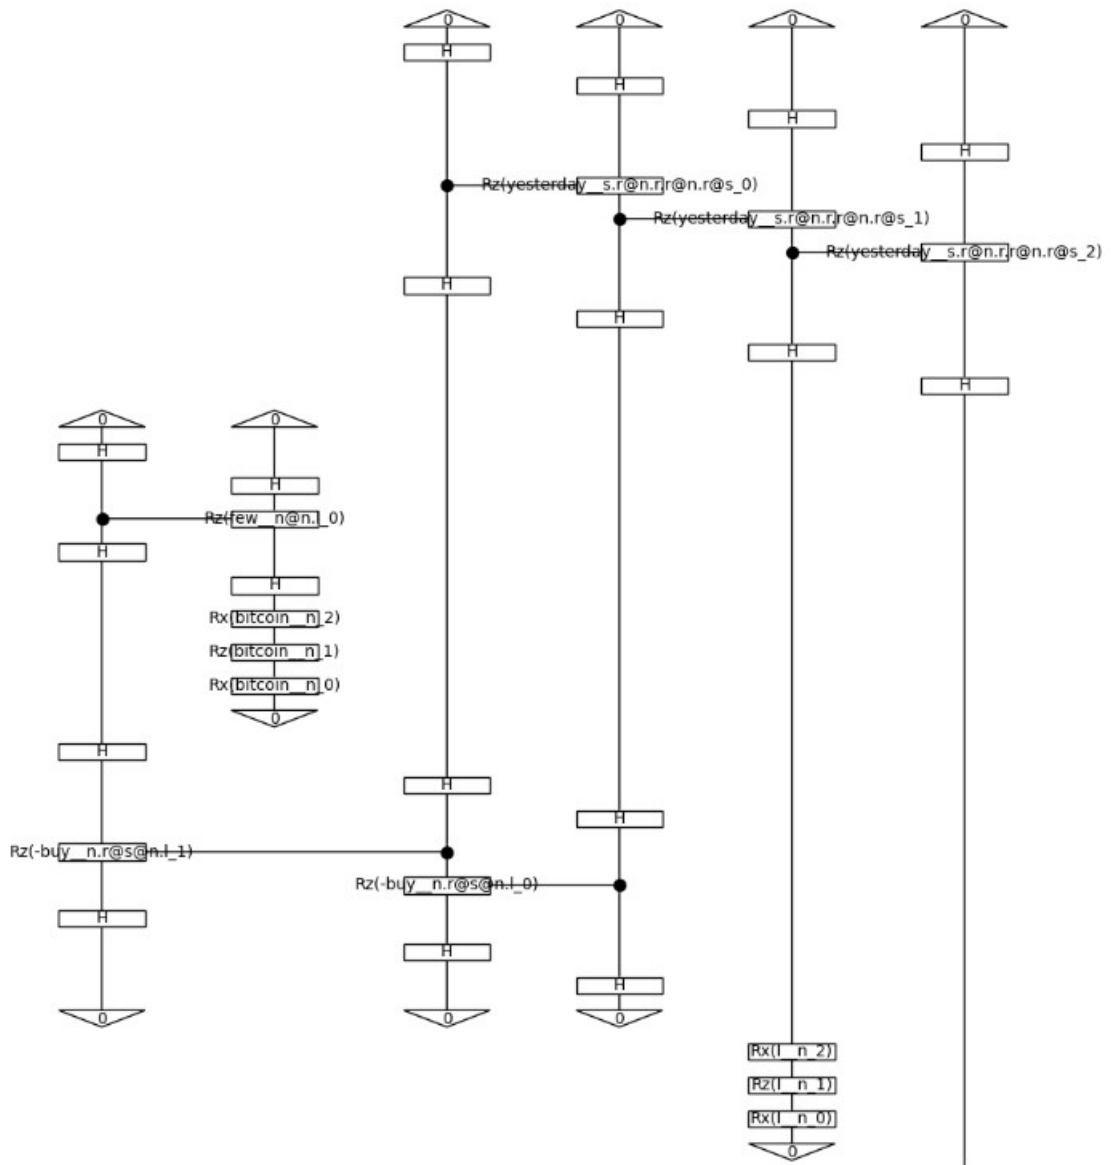 0 0 0 0
H
H
H
H
Rz(yesterday__s.r@n.r.r@n.r@s_0)
Rz(yesterday__s.r@n.r.r@n.r@s_1)
Rz(yesterday__s.r@n.r.r@n.r@s_2)
H
H
H
H
0 0
H
H
Rz(few__n@n.l_0)
H
H
Rx(bitcoin__n_2)
Rz(bitcoin__n_1)
Rx(bitcoin__n_0)
0
H
H
H
Rz(-buy__n.r@s@n.l_1)
Rz(-buy__n.r@s@n.l_0)
H
H
H
0 0 0
Rx(I__n_2)
Rz(I__n_1)
Rx(I__n_0)
0